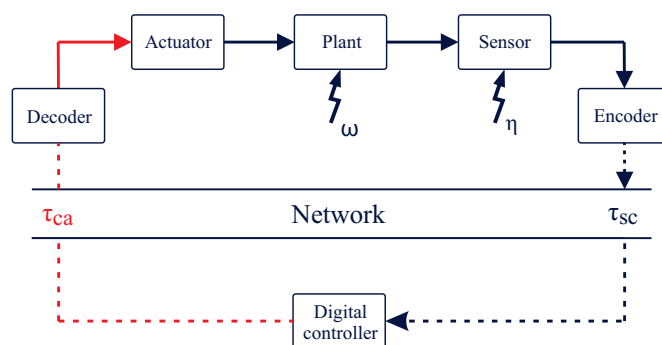 Actuator
Plant
Sensor
Decoder
ω
η
Encoder
τca
Network
τsc
Digital
controller